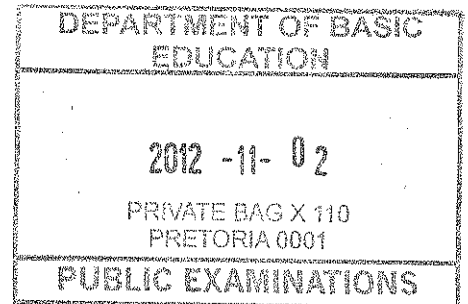 DEPARTMENT OF BASIC
EDUCATION
2012 -11- 02
PRIVATE BAG X 110
PRETORIA 0001
PUBLIC EXAMINATIONS